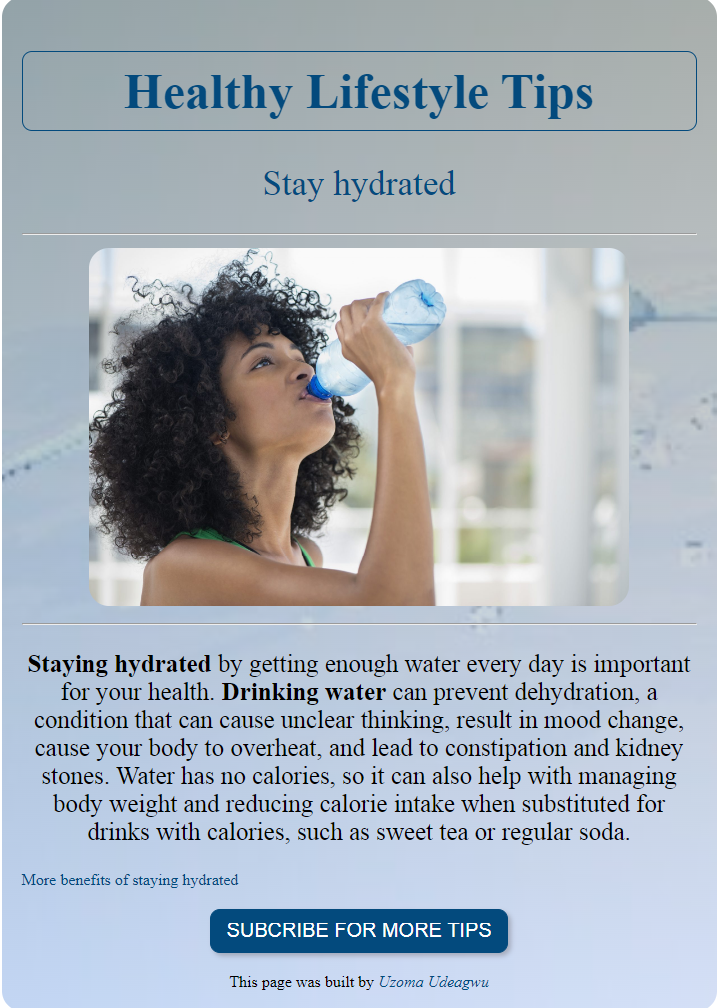 Healthy Lifestyle Tips
Stay hydrated
Staying hydrated by getting enough water every day is important
for your health. Drinking water can prevent dehydration, a
condition that can cause unclear thinking, result in mood change,
cause your body to overheat, and lead to constipation and kidney
stones. Water has no calories, so it can also help with managing
body weight and reducing calorie intake when substituted for
drinks with calories, such as sweet tea or regular soda.
More benefits of staying hydrated
SUBCRIBE FOR MORE TIPS
This page was built by Uzoma Udeagwu